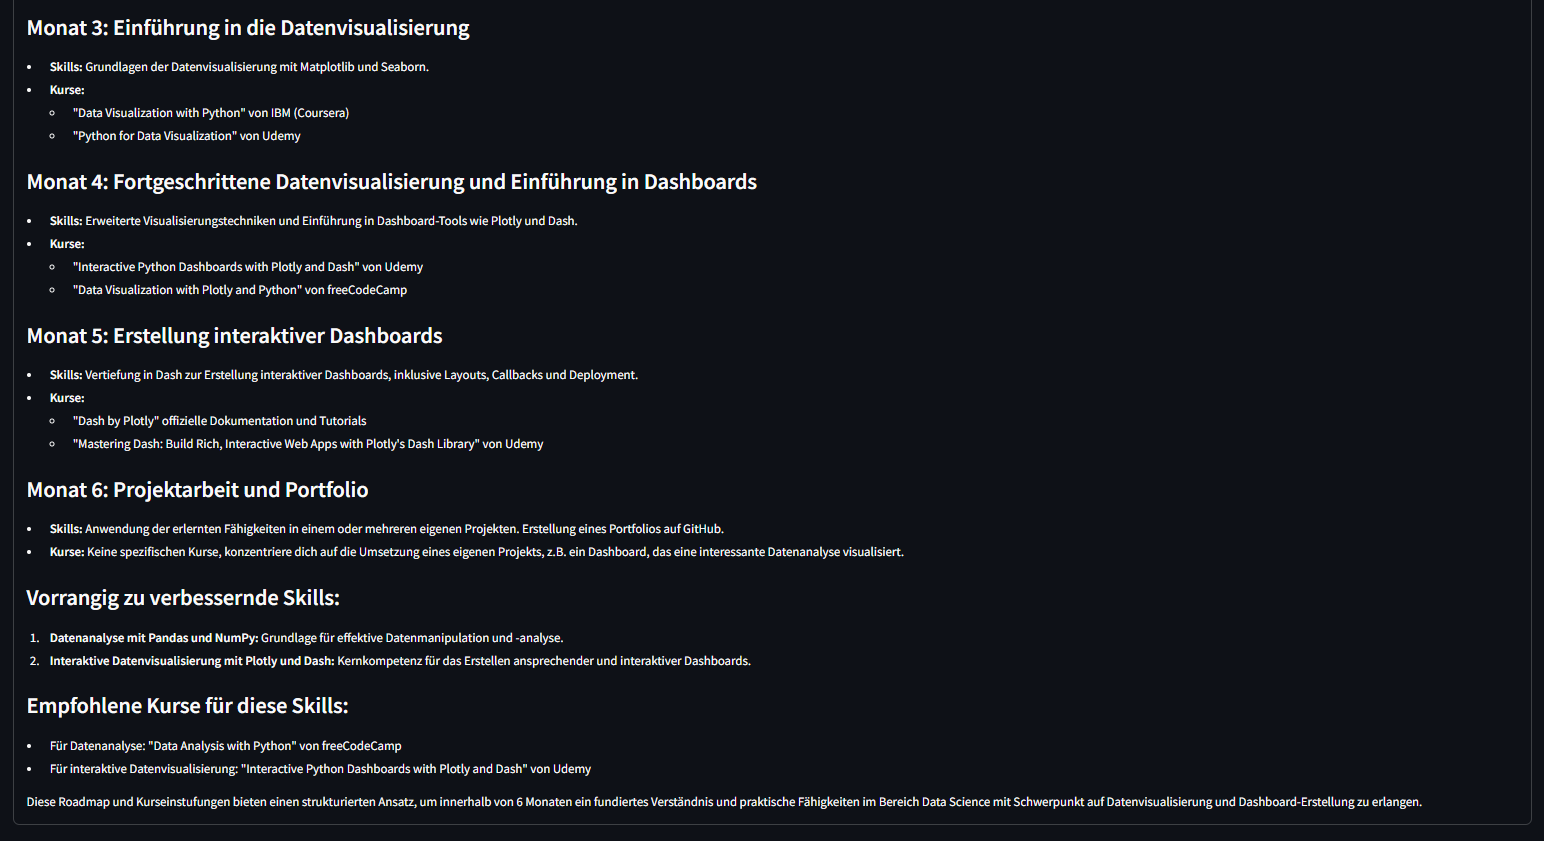 Monat 3: Einführung in die Datenvisualisierung
• Skills: Grundlagen der Datenvisualisierung mit Matplotlib und Seaborn.
• Kurse:
◦ "Data Visualization with Python" von IBM (Coursera)
◦ "Python for Data Visualization" von Udemy
Monat 4: Fortgeschrittene Datenvisualisierung und Einführung in Dashboards
• Skills: Erweiterte Visualisierungstechniken und Einführung in Dashboard-Tools wie Plotly und Dash.
• Kurse:
◦ "Interactive Python Dashboards with Plotly and Dash" von Udemy
◦ "Data Visualization with Plotly and Python" von freeCodeCamp
Monat 5: Erstellung interaktiver Dashboards
• Skills: Vertiefung in Dash zur Erstellung interaktiver Dashboards, inklusive Layouts, Callbacks und Deployment.
• Kurse:
◦ "Dash by Plotly" offizielle Dokumentation und Tutorials
◦ "Mastering Dash: Build Rich, Interactive Web Apps with Plotly's Dash Library" von Udemy
Monat 6: Projektarbeit und Portfolio
• Skills: Anwendung der erlernten Fähigkeiten in einem oder mehreren eigenen Projekten. Erstellung eines Portfolios auf GitHub.
• Kurse: Keine spezifischen Kurse, konzentriere dich auf die Umsetzung eines eigenen Projekts, z.B. ein Dashboard, das eine interessante Datenanalyse visualisiert.
Vorrangig zu verbessernde Skills:
1. Datenanalyse mit Pandas und NumPy: Grundlage für effektive Datenmanipulation und -analyse.
2. Interaktive Datenvisualisierung mit Plotly und Dash: Kernkompetenz für das Erstellen ansprechender und interaktiver Dashboards.
Empfohlene Kurse für diese Skills:
• Für Datenanalyse: "Data Analysis with Python" von freeCodeCamp
• Für interaktive Datenvisualisierung: "Interactive Python Dashboards with Plotly and Dash" von Udemy
Diese Roadmap und Kurseinstufungen bieten einen strukturierten Ansatz, um innerhalb von 6 Monaten ein fundiertes Verständnis und praktische Fähigkeiten im Bereich Data Science mit Schwerpunkt auf Datenvisualisierung und Dashboard-Erstellung zu erlangen.